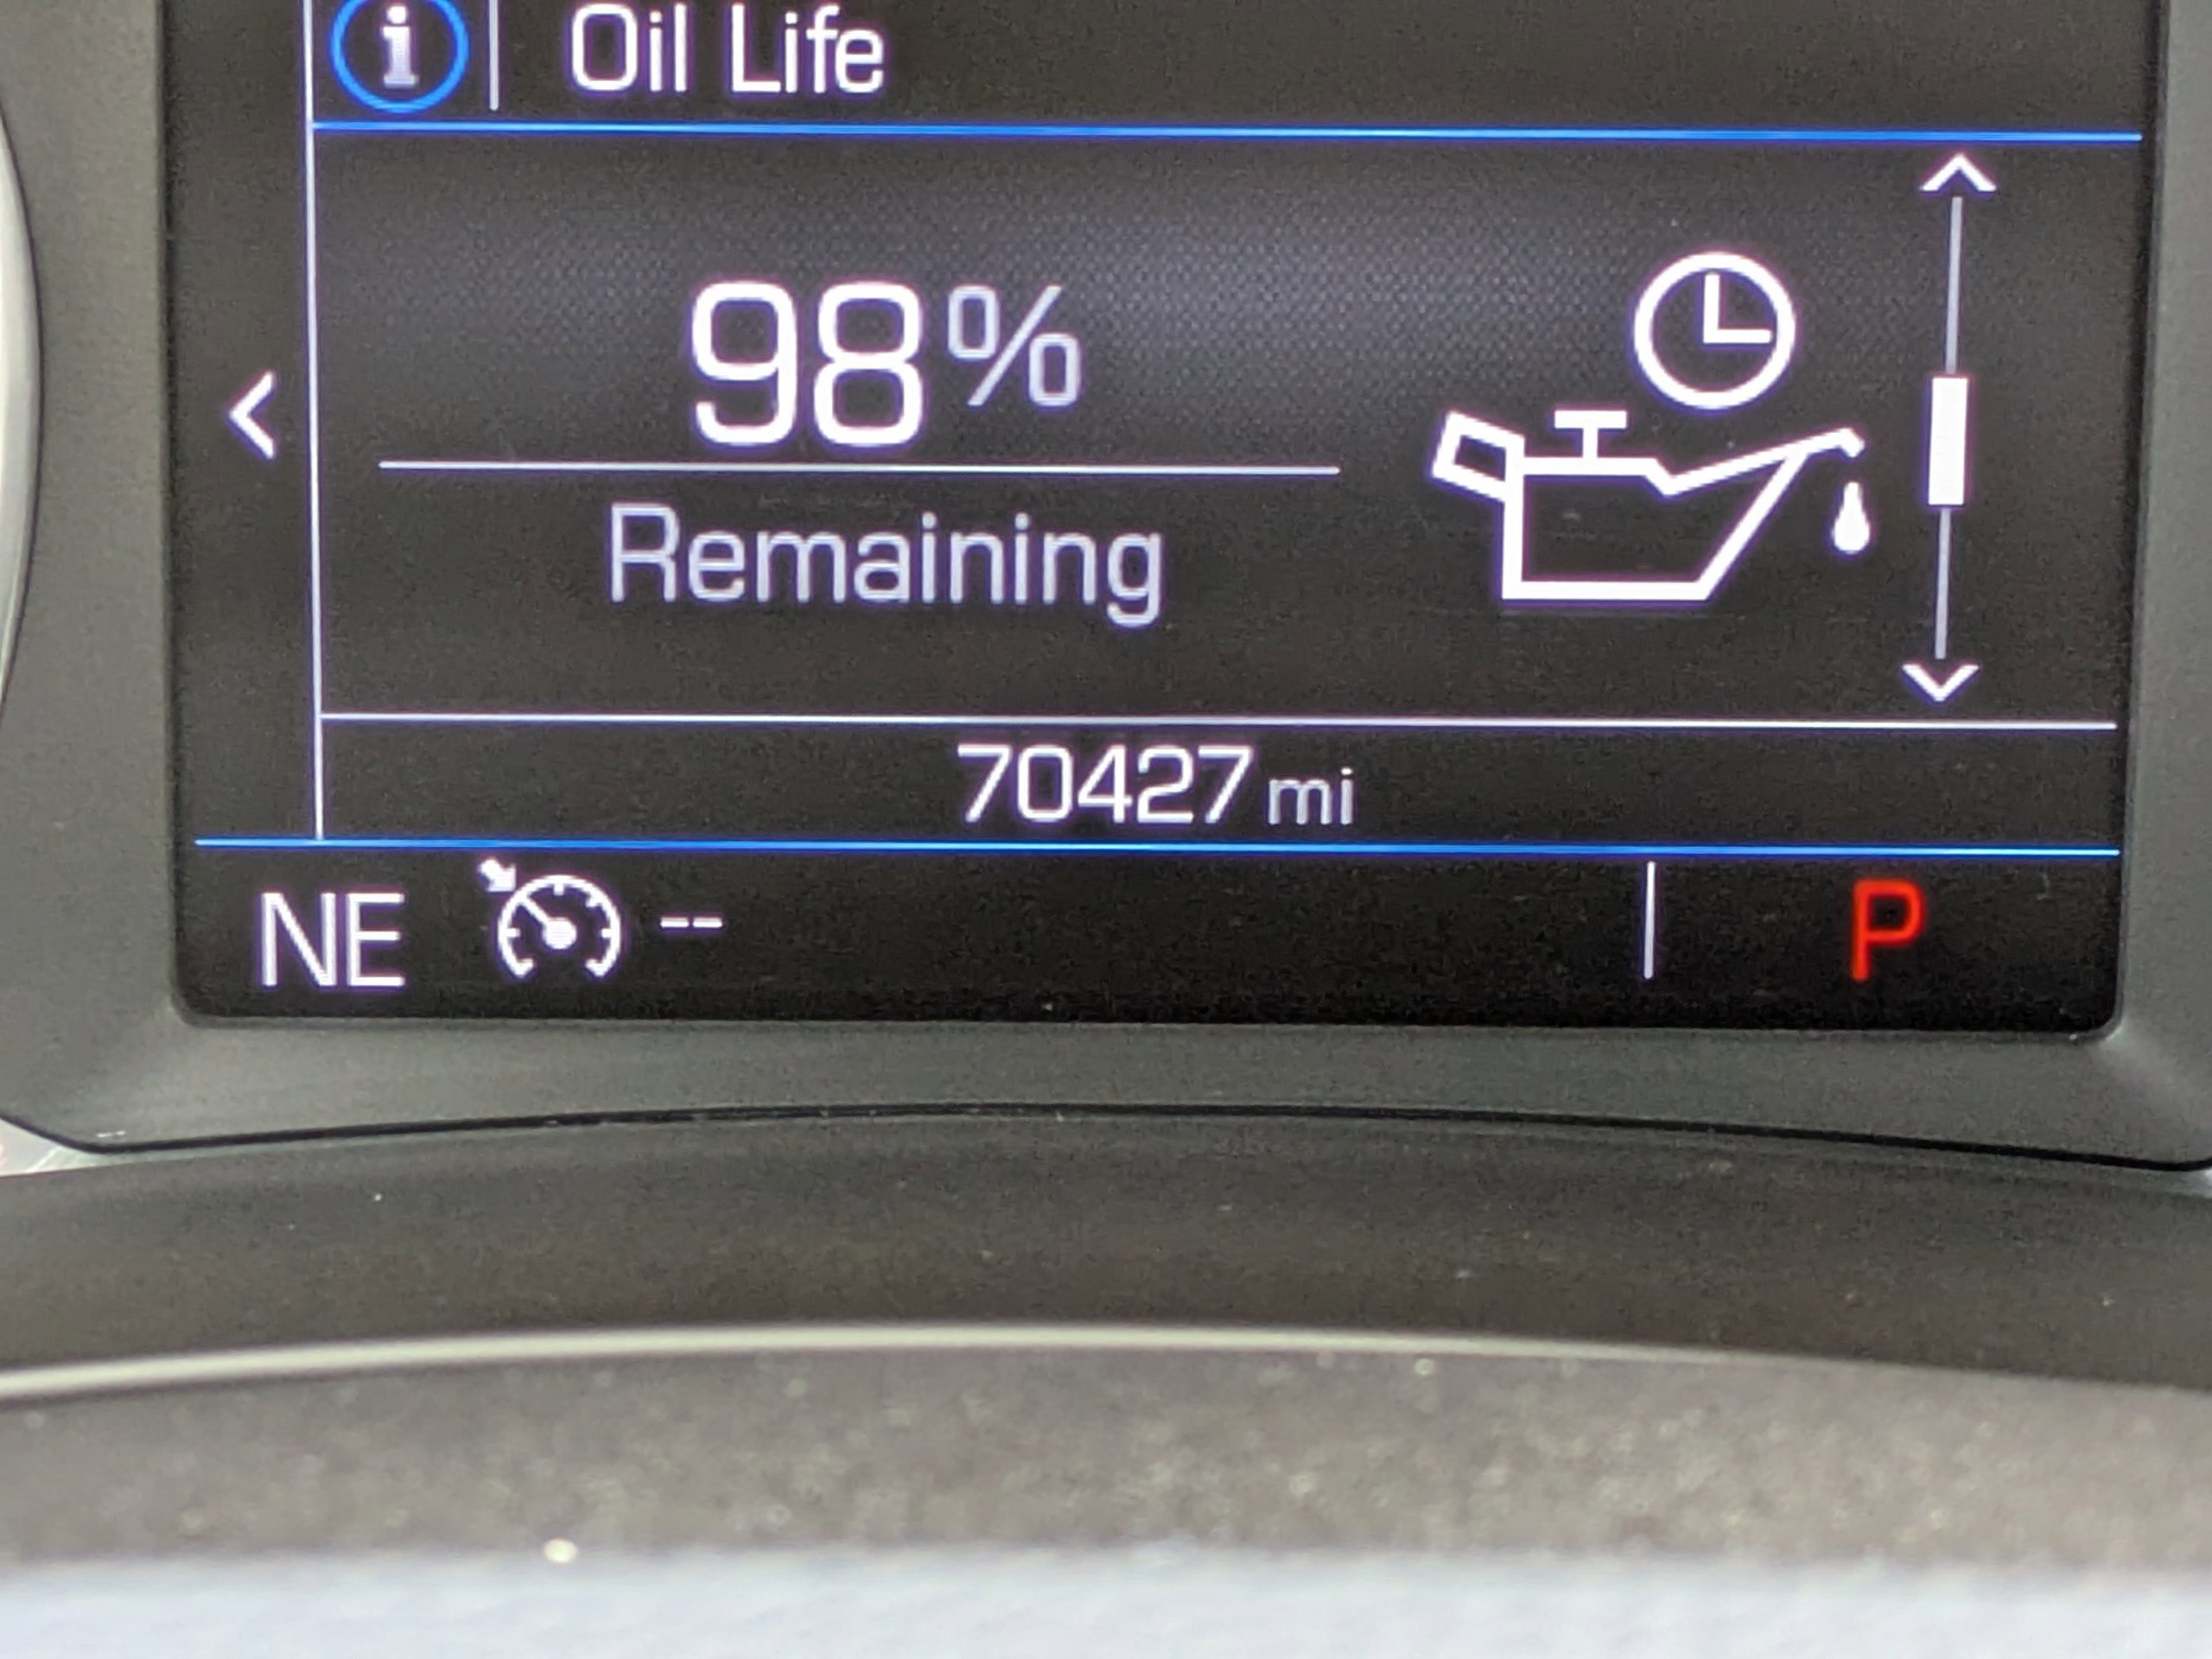 i Oil Life
98%
Remaining
70427 mi
NE -- P